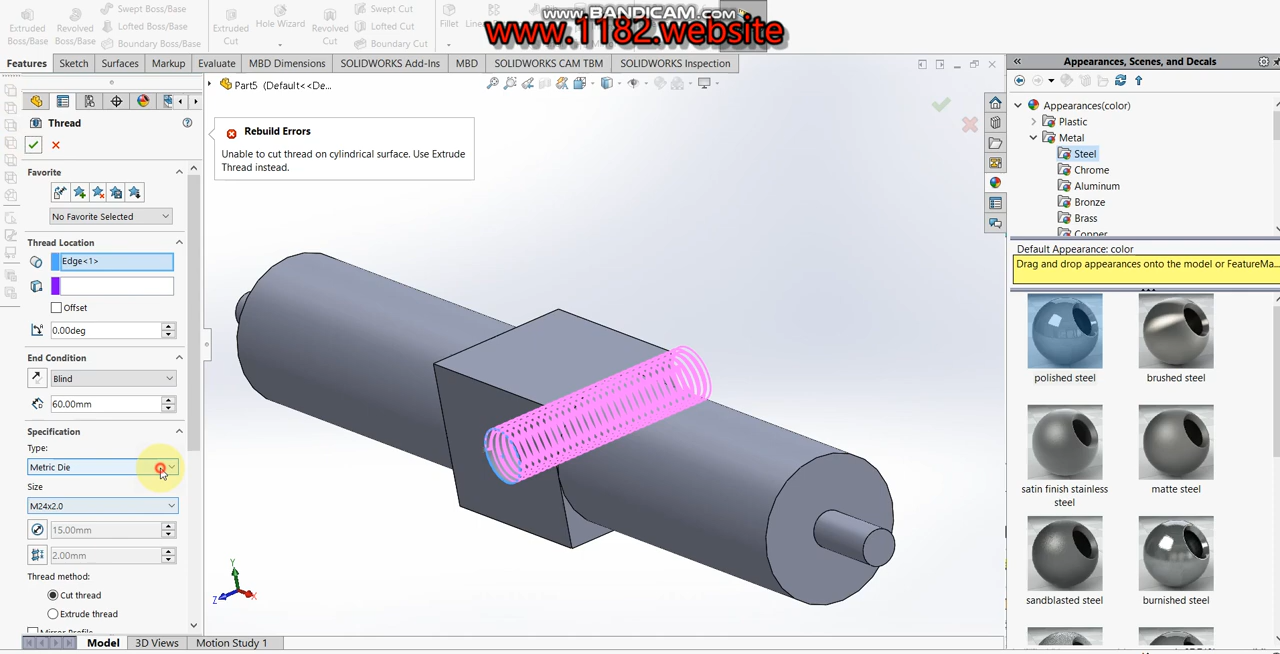 www.BANDICAM.com
www.1182.website
Extruded Boss/Base
Revolved Boss/Base
Swept Boss/Base
Lofted Boss/Base
Boundary Boss/Base
Extruded Cut
Hole Wizard
Revolved Cut
Swept Cut
Lofted Cut
Boundary Cut
Fillet
Features
Sketch
Surfaces
Markup
Evaluate
MBD Dimensions
SOLIDWORKS Add-Ins
MBD
SOLIDWORKS CAM TBM
SOLIDWORKS Inspection
Part5 (Default<<De...
Thread
Favorite
No Favorite Selected
Thread Location
Edge<1>
Offset
0.00deg
End Condition
Blind
60.00mm
Specification
Type:
Metric Die
Size
M24x2.0
15.00mm
2.00mm
Thread method:
Cut thread
Extrude thread
Mirror Profile
Rebuild Errors
Unable to cut thread on cylindrical surface. Use Extrude
Thread instead.
Y
Z
X
Model
3D Views
Motion Study 1
Appearances, Scenes, and Decals
Appearances(color)
Plastic
Metal
Steel
Chrome
Aluminum
Bronze
Brass
Copper
Default Appearance: color
Drag and drop appearances onto the model or FeatureMa...
polished steel
brushed steel
satin finish stainless
steel
matte steel
sandblasted steel
burnished steel